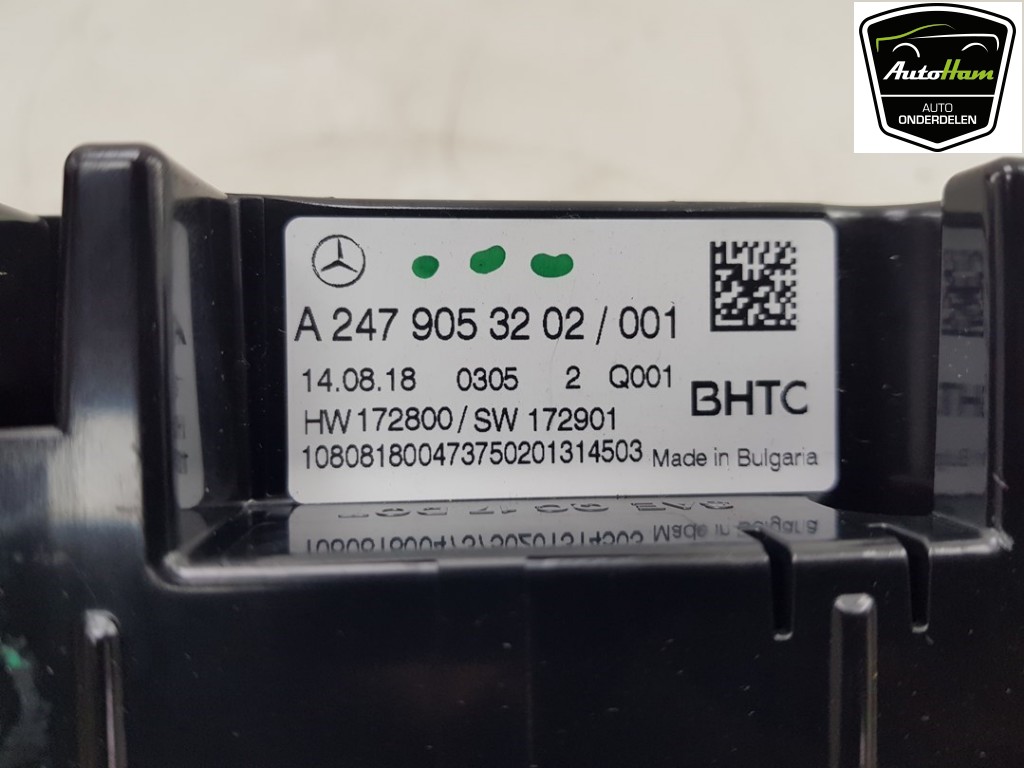 AutoHam
AUTO
ONDERDELEN
A 247 905 32 02 / 001
14.08.18 0305 2 Q001
BHTC
HW 172800 / SW 172901
108081800473750201314503 Made in Bulgaria